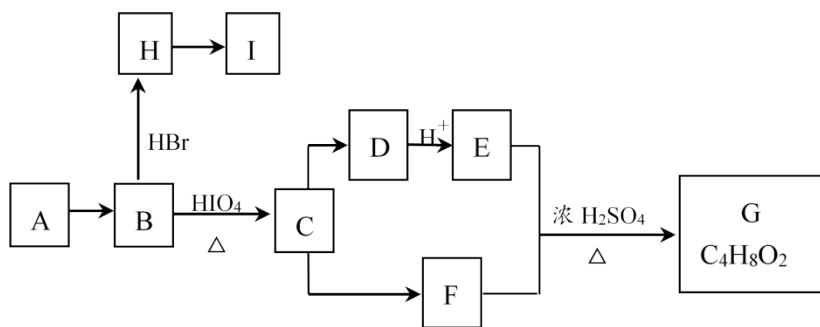 H
I
HBr
D
H⁺
E
A
B
HIO₄
△
C
浓 H₂SO₄
△
G
C₄H₈O₂
F